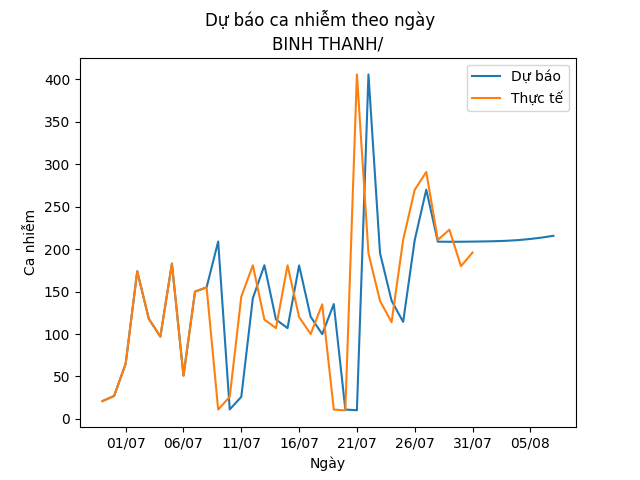 Dự báo ca nhiễm theo ngày
BINH THANH/
Dự báo
Thực tế
Ca nhiễm
400
350
300
250
200
150
100
50
0
01/07 06/07 11/07 16/07 21/07 26/07 31/07 05/08
Ngày